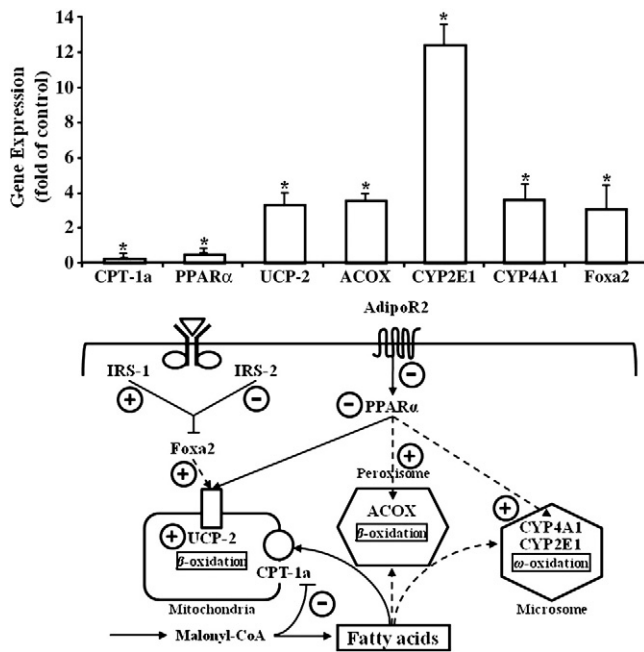 Gene Expression
(fold of control)
14
12
10
8
6
4
2
0
* * * * * * *
CPT-1a PPARα UCP-2 ACOX CYP2E1 CYP4A1 Foxa2
AdipoR2
IRS-1 IRS-2
+ - -
- PPARα
Foxa2
+ + Peroxisome
ACOX
β-oxidation
+
CYP4A1
CYP2E1
ω-oxidation
+ UCP-2
β-oxidation
CPT-1a
Mitochondria - Microsome
Malonyl-CoA Fatty acids